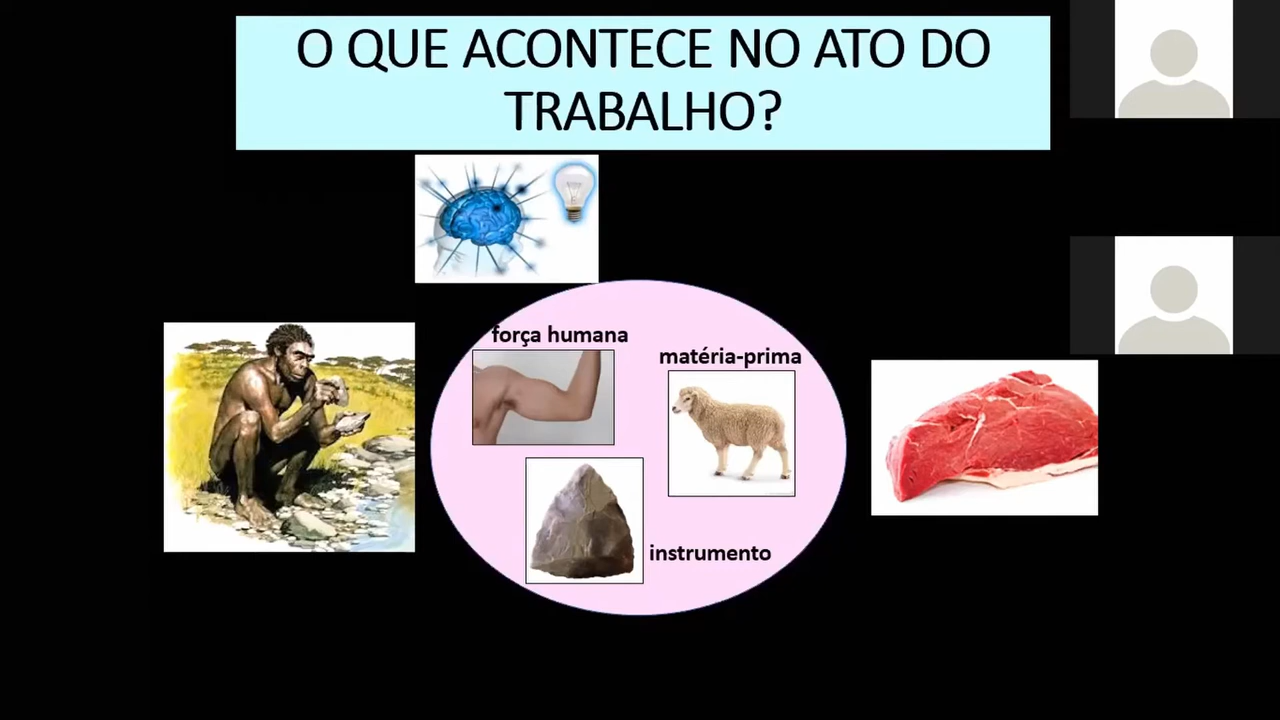 O QUE ACONTECE NO ATO DO
TRABALHO?
força humana
matéria-prima
instrumento